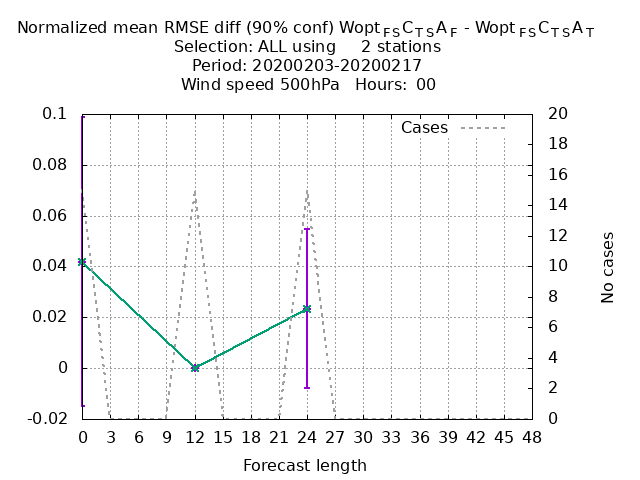 Normalized mean RMSE diff (90% conf) Wopt FS C TS A F - Wopt FS C TS A T
Selection: ALL using 2 stations
Period: 20200203-20200217
Wind speed 500hPa Hours: 00
Cases
0.1
0.08
0.06
0.04
0.02
0
-0.02
20
18
16
14
12
10
8
6
4
2
0
No cases
0 3 6 9 12 15 18 21 24 27 30 33 36 39 42 45 48
Forecast length